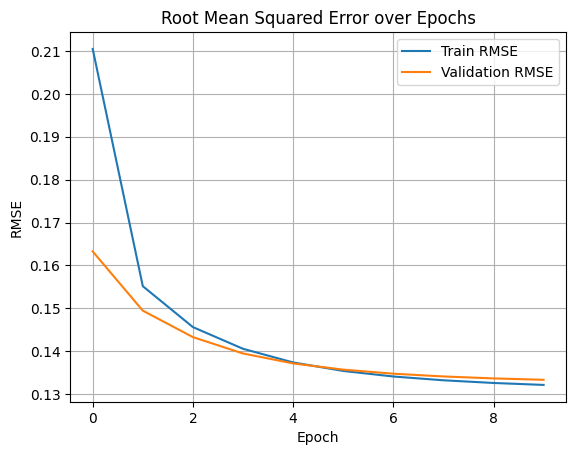 Root Mean Squared Error over Epochs
Train RMSE
Validation RMSE
0.21
0.20
0.19
0.18
0.17
0.16
0.15
0.14
0.13
RMSE
0 2 4 6 8
Epoch